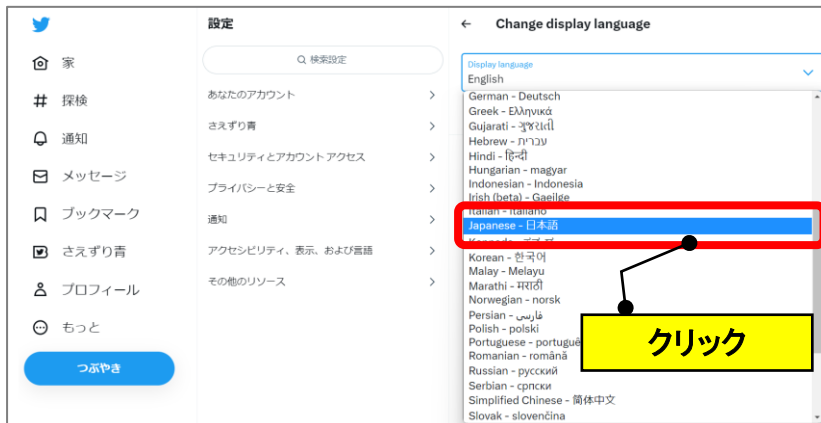 家
探検
通知
メッセージ
ブックマーク
さえずり青
プロフィール
もっと
つぶやき
設定
検索設定
あなたのアカウント
さえずり青
セキュリティとアカウント アクセス
プライバシーと安全
通知
アクセシビリティ、表示、および言語
その他のリソース
Change display language
Display language
English
German - Deutsch
Greek - Ελληνικά
Gujarati - ગુજરાતી
Hebrew - עברית
Hindi - हिन्दी
Hungarian - magyar
Indonesian - Indonesia
Irish (beta) - Gaeilge
Italian - italiano
Japanese - 日本語
Korean - 한국어
Malay - Melayu
Marathi - मराठी
Norwegian - norsk
Persian - فارسی
Polish - polski
Portuguese - portuguê
Romanian - română
Russian - русский
Serbian - српски
Simplified Chinese - 简体中文
Slovak - slovenčina
クリック